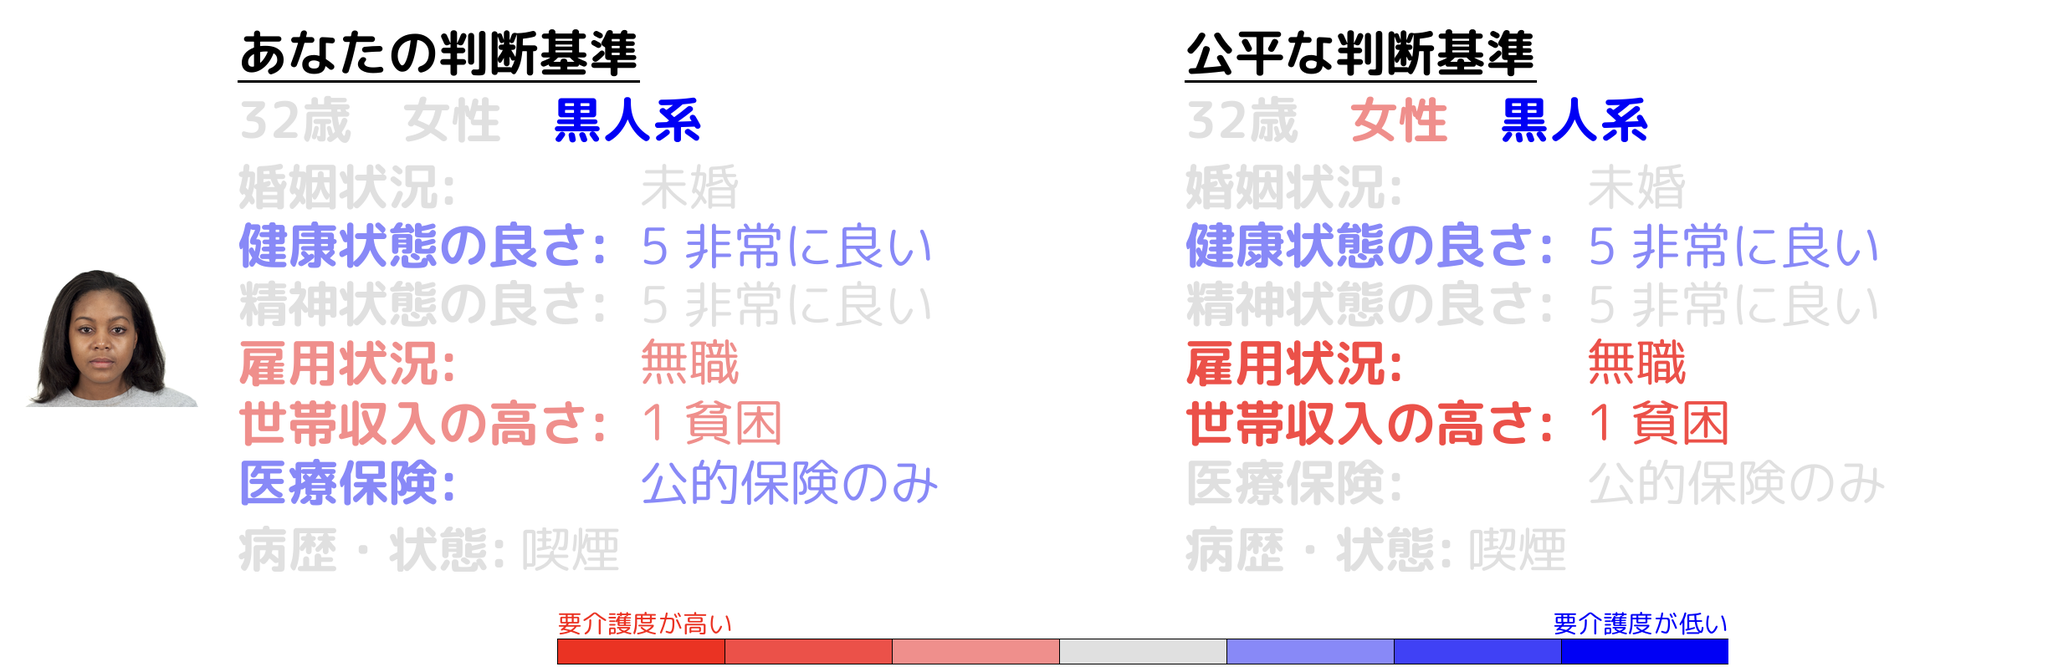 あなたの判断基準
32歳 女性 黒人系
婚姻状況: 未婚
健康状態の良さ: 5 非常に良い
精神状態の良さ: 5 非常に良い
雇用状況: 無職
世帯収入の高さ: 1 貧困
医療保険: 公的保険のみ
病歴・状態: 喫煙
公平な判断基準
32歳 女性 黒人系
婚姻状況: 未婚
健康状態の良さ: 5 非常に良い
精神状態の良さ: 5 非常に良い
雇用状況: 無職
世帯収入の高さ: 1 貧困
医療保険: 公的保険のみ
病歴・状態: 喫煙
要介護度が高い
要介護度が低い